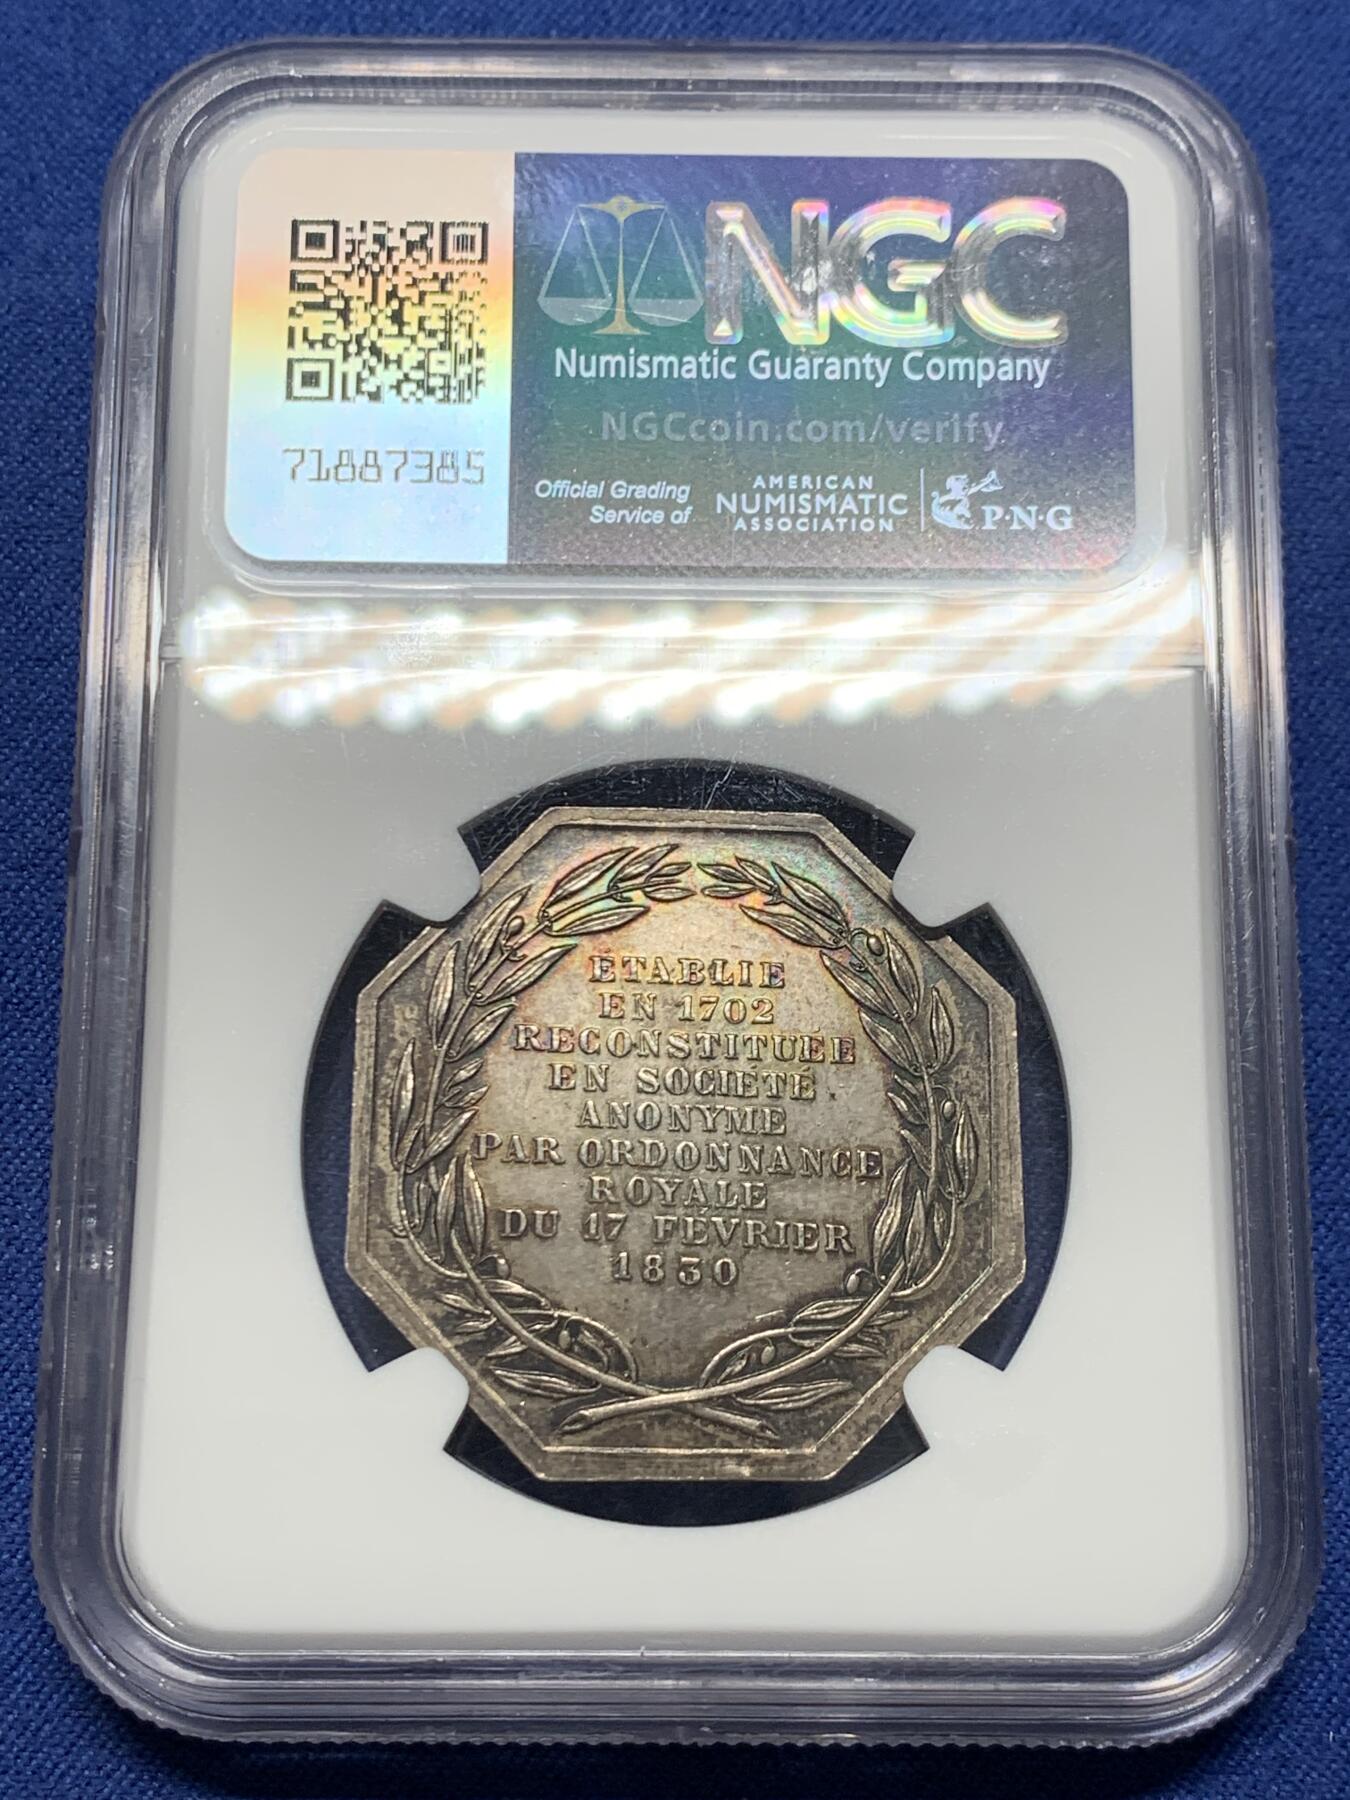 NGC
Numismatic Guaranty Company
NGCcoin.com/verify
71887385
Official Grading
Service of
AMERICAN
NUMISMATIC
ASSOCIATION
P·N·G
ÉTABLIE
EN 1702
RECONSTITUÉE
EN SOCIÉTÉ
ANONYME
PAR ORDONNANCE
ROYALE
DU 17 FÉVRIER
1830